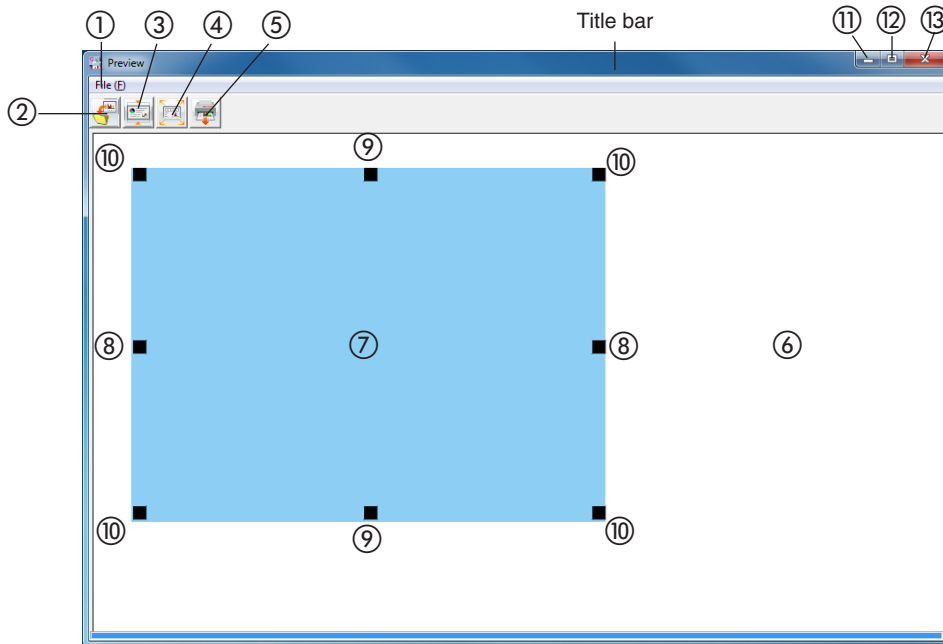 ① ③ ④ ⑤ Title bar ⑪ ⑫ ⑬
Preview
File (F)
②
⑩ ⑨ ⑩
⑧ ⑦ ⑧ ⑥
⑩ ⑨ ⑩